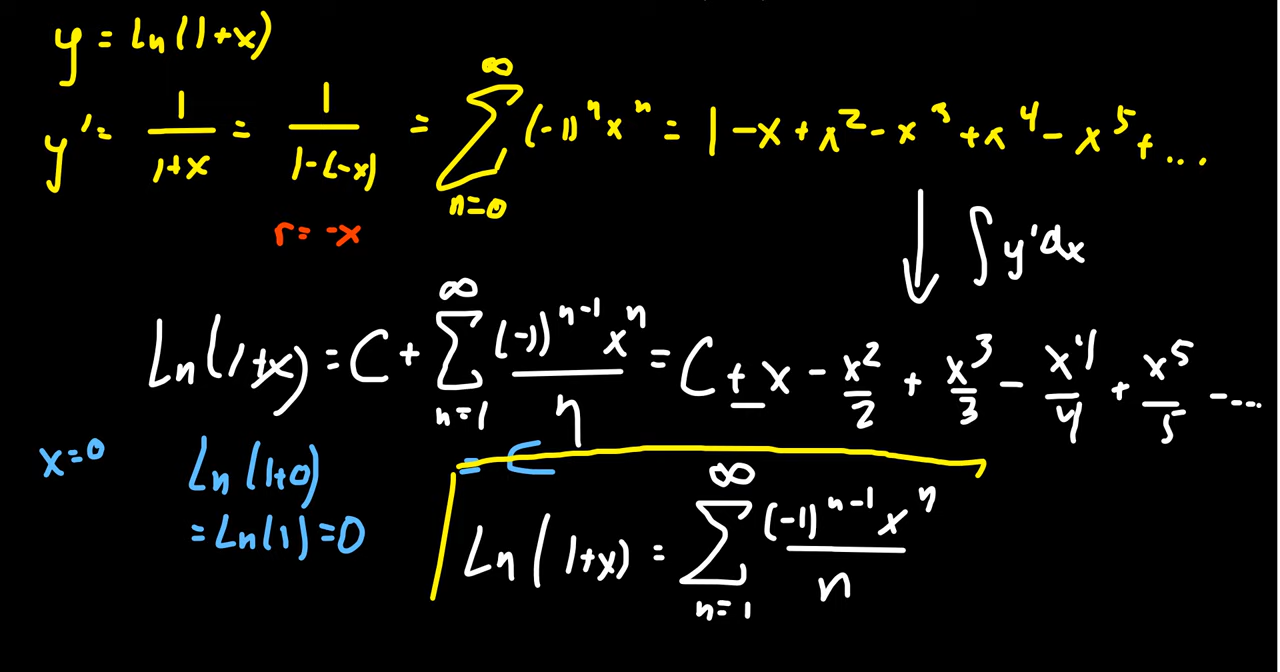 y = Ln(1+x)
y' = 1/(1+x) = 1/(1-(-x)) = ∑_{n=0}^{∞} (-1)^n x^n = 1 - x + x^2 - x^3 + x^4 - x^5 + ...
r = -x
∫ y' dx
Ln(1+x) = C + ∑_{n=1}^{∞} (-1)^{n-1} x^n / n = C + x - x^2/2 + x^3/3 - x^4/4 + x^5/5 - ...
x=0 Ln(1+0) = C
= Ln(1) = 0
Ln(1+x) = ∑_{n=1}^{∞} (-1)^{n-1} x^n / n